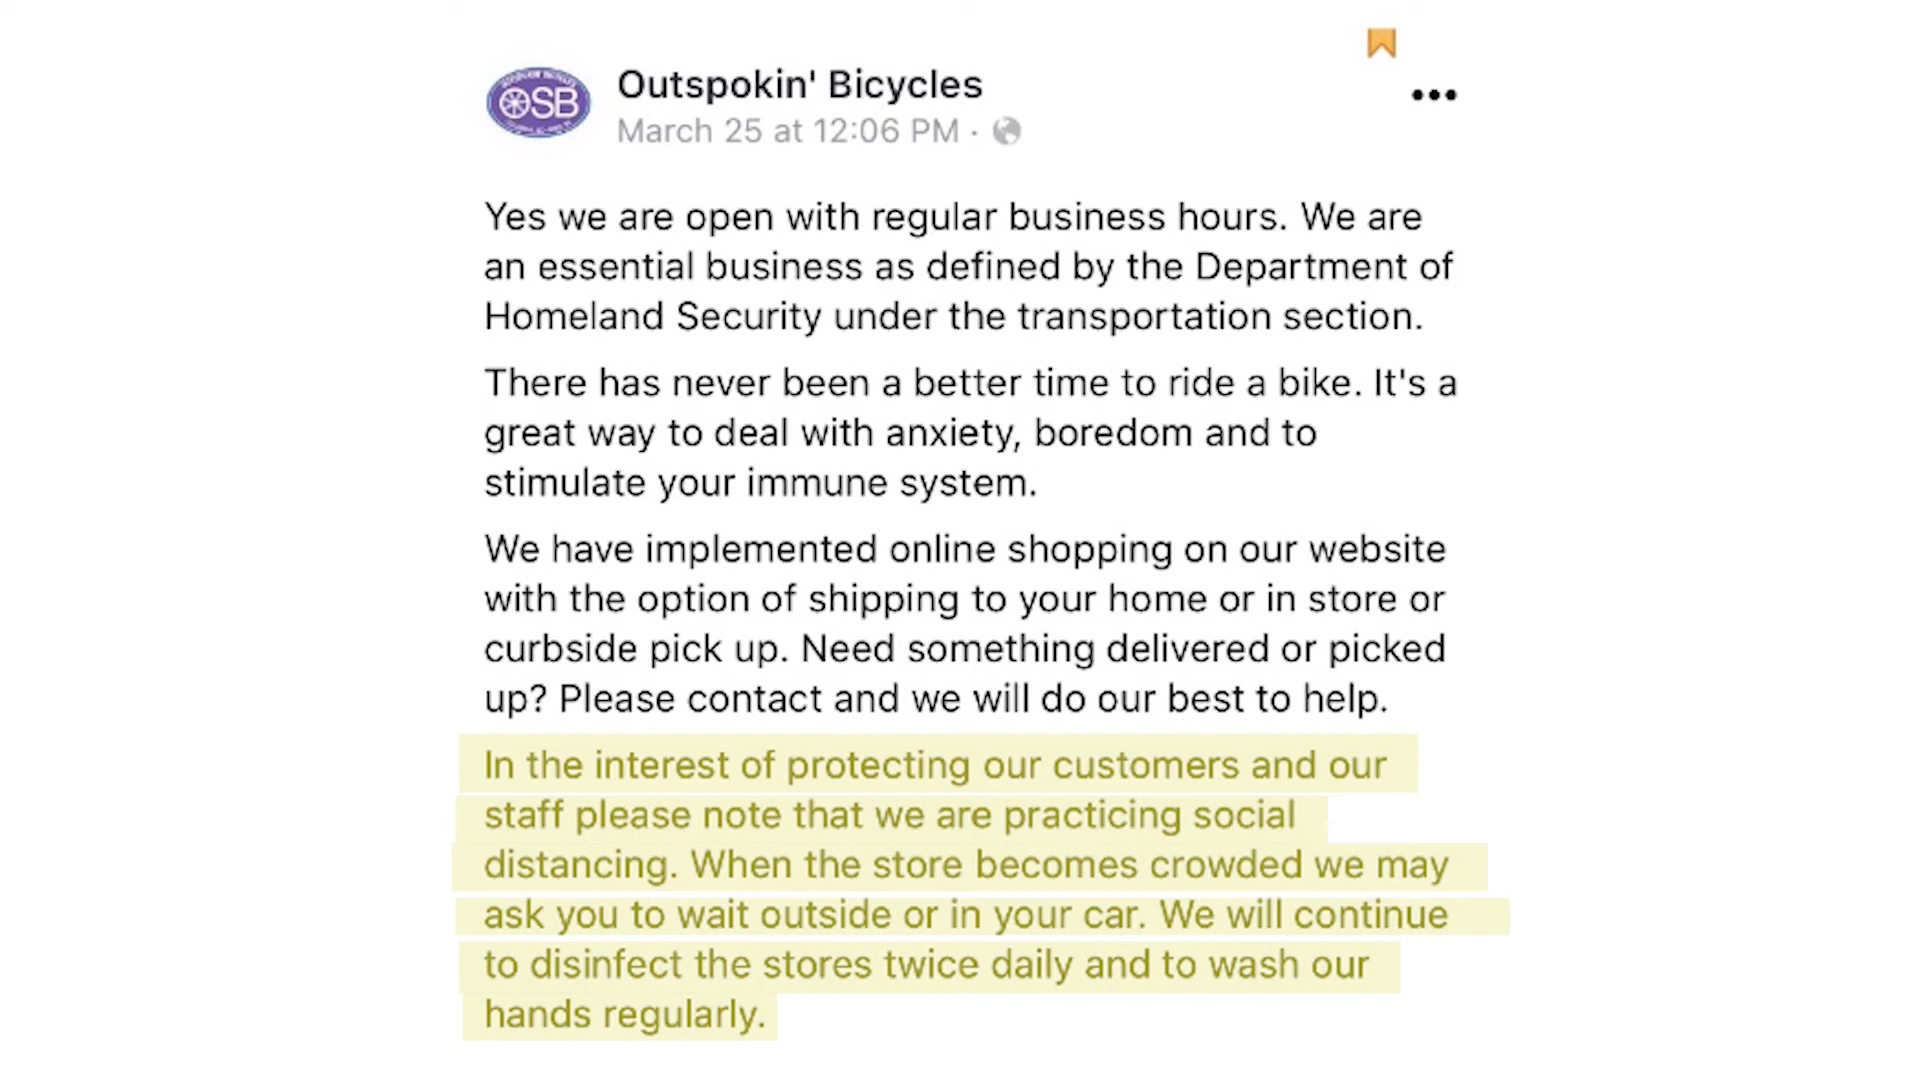 OSB
Outspokin' Bicycles
March 25 at 12:06 PM ·
Yes we are open with regular business hours. We are
an essential business as defined by the Department of
Homeland Security under the transportation section.
There has never been a better time to ride a bike. It's a
great way to deal with anxiety, boredom and to
stimulate your immune system.
We have implemented online shopping on our website
with the option of shipping to your home or in store or
curbside pick up. Need something delivered or picked
up? Please contact and we will do our best to help.
In the interest of protecting our customers and our
staff please note that we are practicing social
distancing. When the store becomes crowded we may
ask you to wait outside or in your car. We will continue
to disinfect the stores twice daily and to wash our
hands regularly.